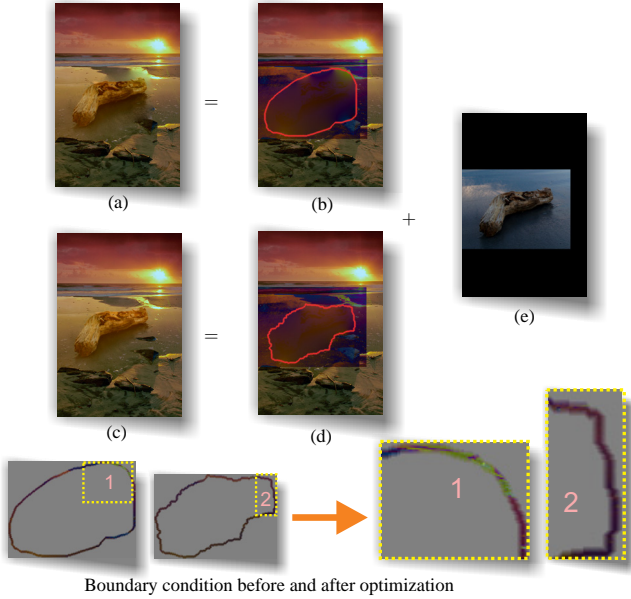 =
(a)
(b)
+
(e)
=
(c)
(d)
1
2
1
2
Boundary condition before and after optimization